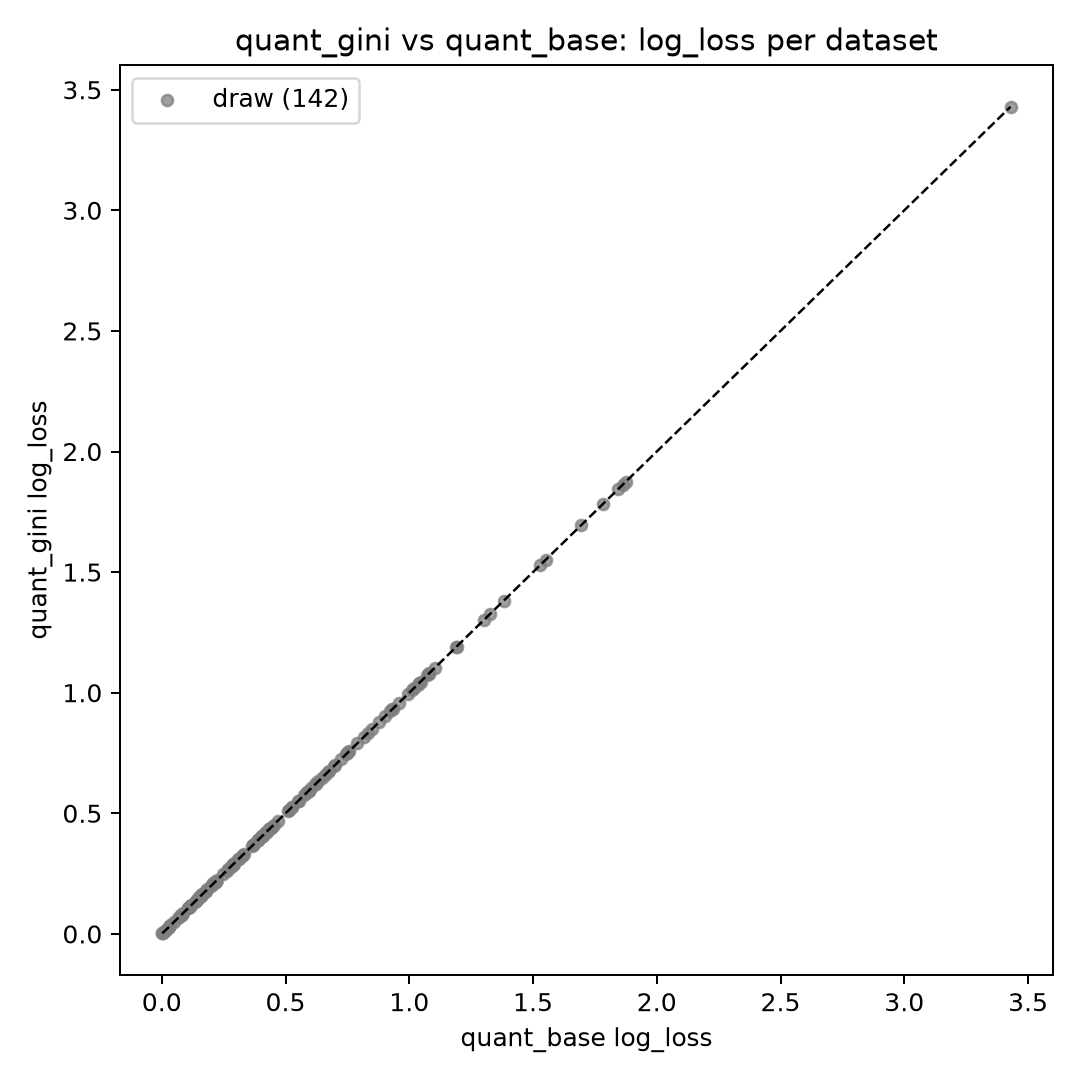 quant_gini vs quant_base: log_loss per dataset
draw (142)
quant_gini log_loss
3.5
3.0
2.5
2.0
1.5
1.0
0.5
0.0
0.0 0.5 1.0 1.5 2.0 2.5 3.0 3.5
quant_base log_loss